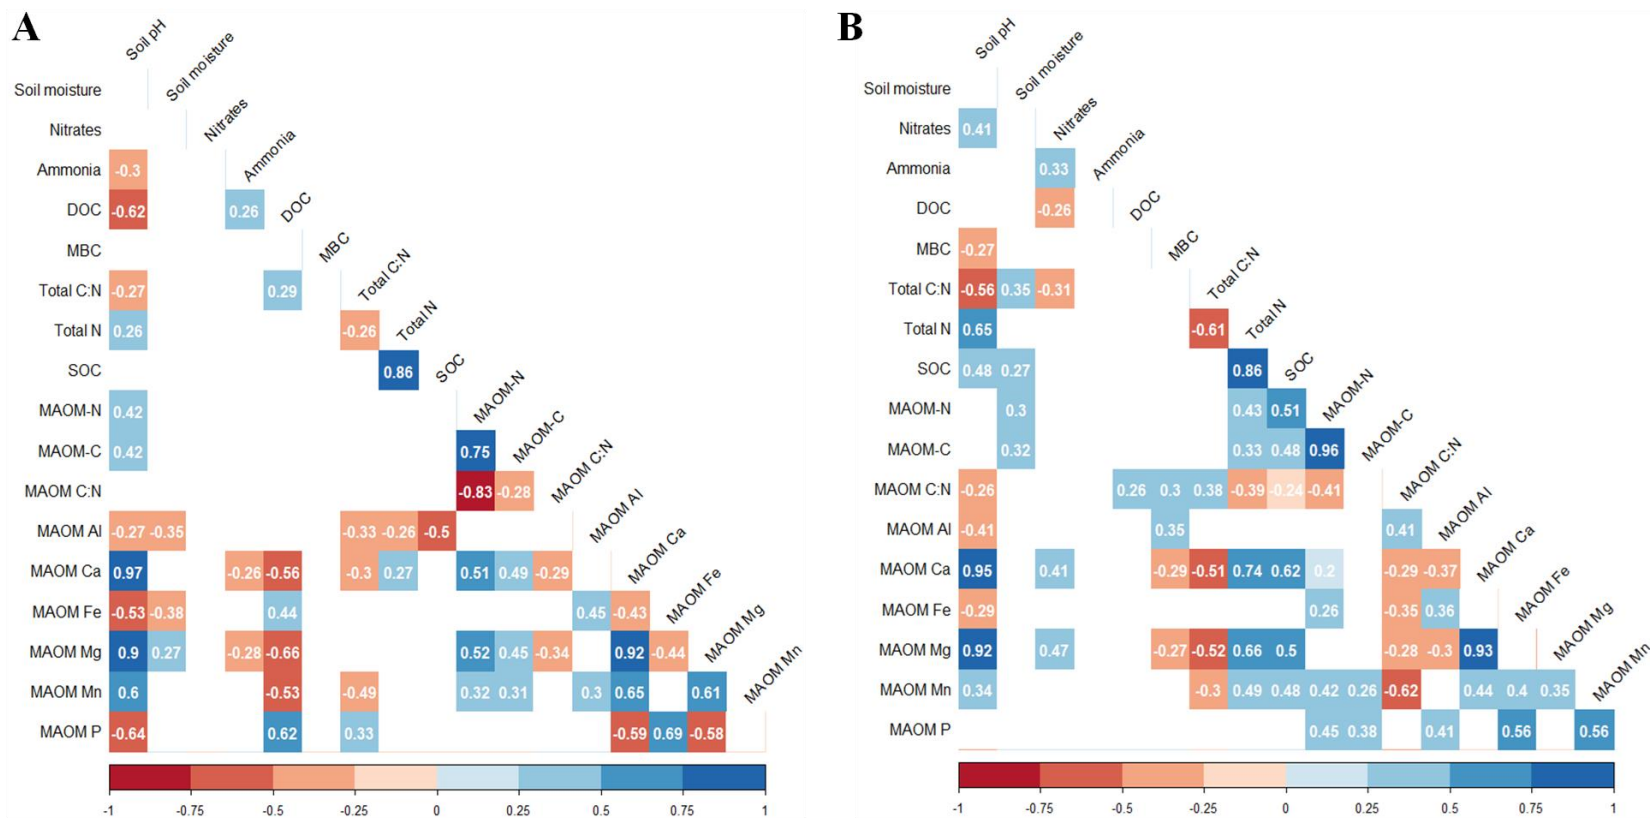 A
Soil pH
Soil moisture
Soil moisture
Nitrates
Nitrates
Ammonia
Ammonia -0.3
DOC
DOC -0.62 0.26
MBC
MBC
Total C:N
Total C:N -0.27 0.29
Total N
Total N 0.26 -0.26
SOC
SOC 0.86
MAOM-N
MAOM-N 0.42
MAOM-C
MAOM-C 0.42 0.75
MAOM C:N
MAOM C:N -0.83 -0.28
MAOM Al
MAOM Al -0.27 -0.35 -0.33 -0.26 -0.5
MAOM Ca
MAOM Ca 0.97 -0.26 -0.56 -0.3 0.27 0.51 0.49 -0.29
MAOM Fe
MAOM Fe -0.53 -0.38 0.44 0.45 -0.43
MAOM Mg
MAOM Mg 0.9 0.27 -0.28 -0.66 0.52 0.45 -0.34 0.92 -0.44
MAOM Mn
MAOM Mn 0.6 -0.53 -0.49 0.32 0.31 0.3 0.65 0.61
MAOM P -0.64 0.62 0.33 -0.59 0.69 -0.58
-1 -0.75 -0.5 -0.25 0 0.25 0.5 0.75 1
B
Soil pH
Soil moisture
Soil moisture
Nitrates
Nitrates 0.41
Ammonia
Ammonia 0.33
DOC
DOC -0.26
MBC
MBC -0.27
Total C:N
Total C:N -0.56 0.35 -0.31
Total N
Total N 0.65 -0.61
SOC
SOC 0.48 0.27 0.86
MAOM-N
MAOM-N 0.3 0.43 0.51
MAOM-C
MAOM-C 0.32 0.33 0.48 0.96
MAOM C:N
MAOM C:N -0.26 0.26 0.3 0.38 -0.39 -0.24 -0.41
MAOM Al
MAOM Al -0.41 0.35 0.41
MAOM Ca
MAOM Ca 0.95 0.41 -0.29 -0.51 0.74 0.62 0.2 -0.29 -0.37
MAOM Fe
MAOM Fe -0.29 0.26 -0.35 0.36
MAOM Mg
MAOM Mg 0.92 0.47 -0.27 -0.52 0.66 0.5 -0.28 -0.3 0.93
MAOM Mn
MAOM Mn 0.34 -0.3 0.49 0.48 0.42 0.26 -0.62 0.44 0.4 0.35
MAOM P 0.45 0.38 0.41 0.56 0.56
-1 -0.75 -0.5 -0.25 0 0.25 0.5 0.75 1